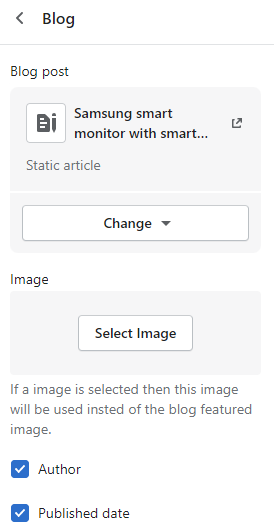 Blog
Blog post
Samsung smart
monitor with smart...
Static article
Change
Image
Select Image
If a image is selected then this image
will be used insted of the blog featured
image.
Author
Published date